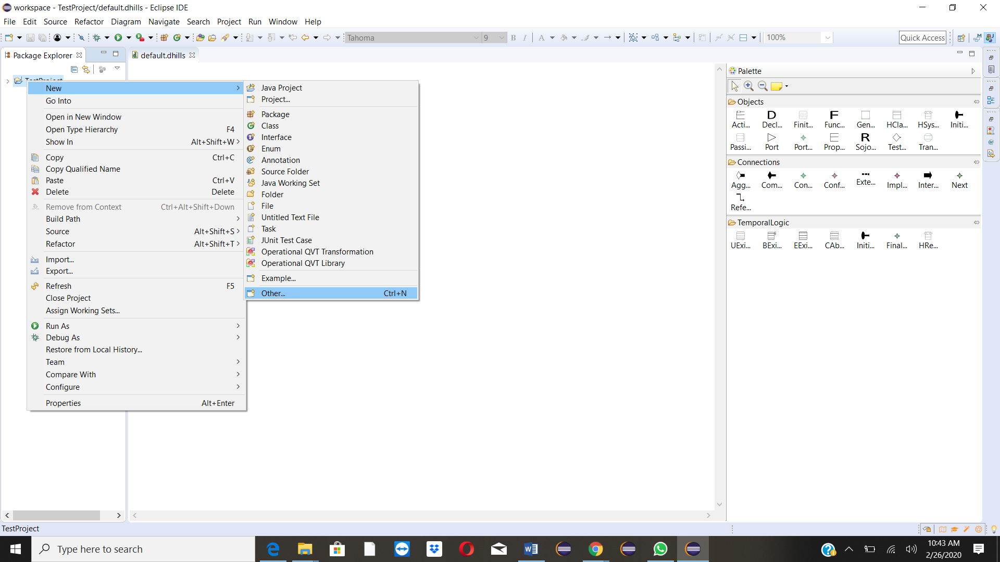 workspace - TestProject/default.dhills - Eclipse IDE
File Edit Source Refactor Diagram Navigate Search Project Run Window Help
Tahoma 9 B I A 100% Quick Access
Package Explorer
default.dhills
TestProject
New
Go Into
Open in New Window
Open Type Hierarchy F4
Show In Alt+Shift+W
Copy Ctrl+C
Copy Qualified Name
Paste Ctrl+V
Delete Delete
Remove from Context Ctrl+Alt+Shift+Down
Build Path
Source Alt+Shift+S
Refactor Alt+Shift+T
Import...
Export...
Refresh F5
Close Project
Assign Working Sets...
Run As
Debug As
Restore from Local History...
Team
Compare With
Configure
Properties Alt+Enter
Java Project
Project...
Package
Class
Interface
Enum
Annotation
Source Folder
Java Working Set
Folder
File
Untitled Text File
Task
JUnit Test Case
Operational QVT Transformation
Operational QVT Library
Example...
Other... Ctrl+N
Palette
Objects
Acti... Decl... Finit... Func... Gen... HCla... HSys... Initi...
Passi... Port Port... Prop... Sojo... Test... Tran...
Connections
Agg... Com... Con... Conf... Exte... Impl... Inter... Next
Refe...
TemporalLogic
UExi... BExi... EExi... CAb... Initi... Final... HRe...
TestProject
Type here to search
10:43 AM
2/26/2020